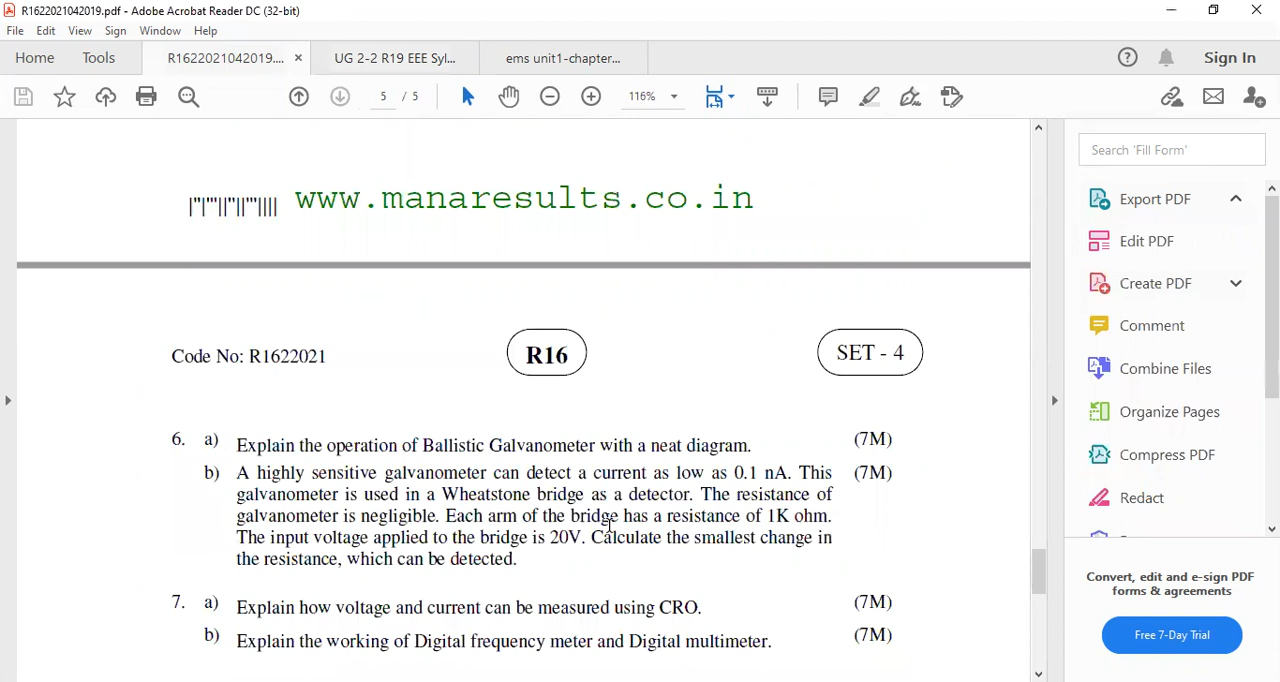 R1622021042019.pdf - Adobe Acrobat Reader DC (32-bit)
File Edit View Sign Window Help
Home Tools R1622021042019.... × UG 2-2 R19 EEE Syl... ems unit1-chapter... Sign In
5 / 5 116%
Search 'Fill Form'
www.manaresults.co.in
Export PDF
Edit PDF
Create PDF
Comment
Combine Files
Organize Pages
Compress PDF
Redact
Convert, edit and e-sign PDF
forms & agreements
Free 7-Day Trial
Code No: R1622021 R16 SET - 4
6. a) Explain the operation of Ballistic Galvanometer with a neat diagram. (7M)
b) A highly sensitive galvanometer can detect a current as low as 0.1 nA. This (7M)
galvanometer is used in a Wheatstone bridge as a detector. The resistance of
galvanometer is negligible. Each arm of the bridge has a resistance of 1K ohm.
The input voltage applied to the bridge is 20V. Calculate the smallest change in
the resistance, which can be detected.
7. a) Explain how voltage and current can be measured using CRO. (7M)
b) Explain the working of Digital frequency meter and Digital multimeter. (7M)